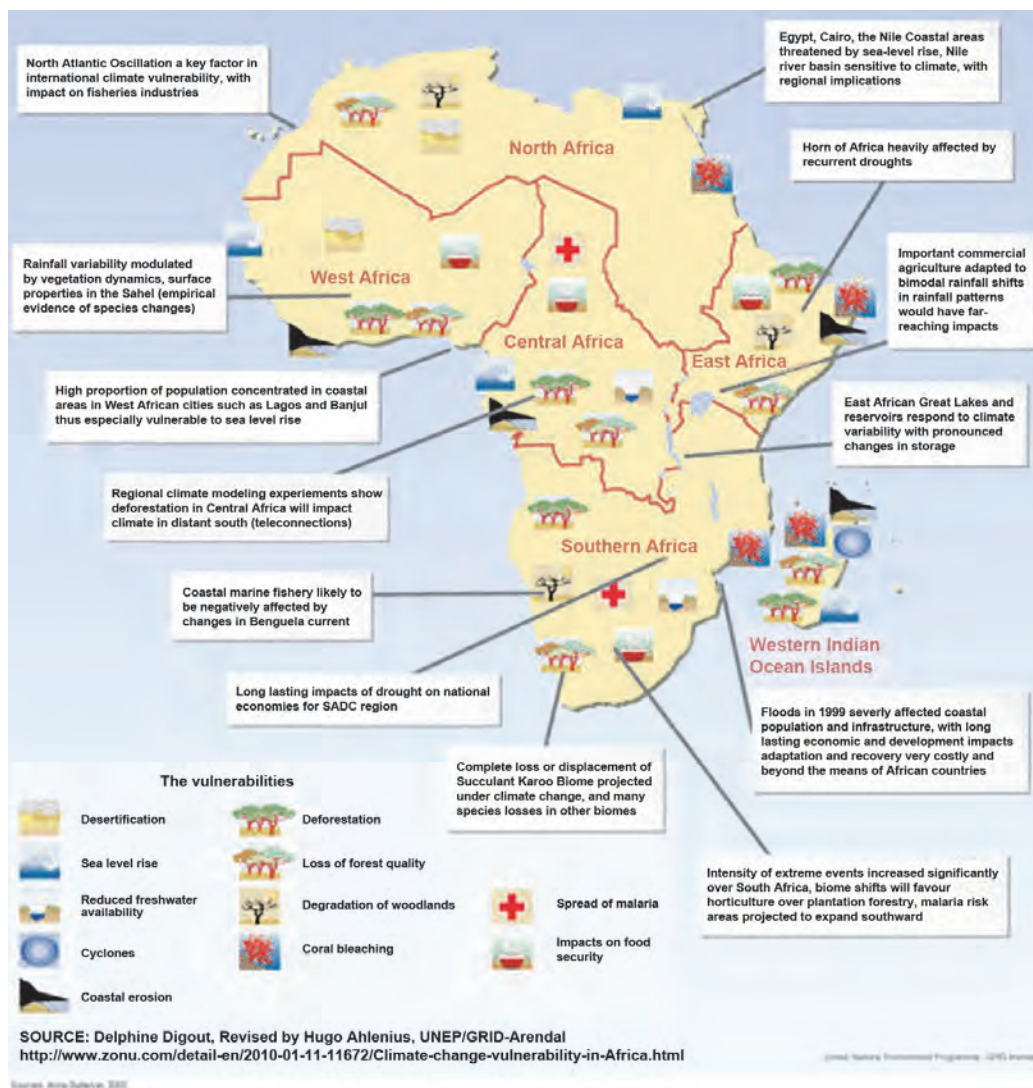 North Atlantic Oscillation a key factor in
international climate vulnerability, with
impact on fisheries industries
Egypt, Cairo, the Nile Coastal areas
threatened by sea-level rise, Nile
river basin sensitive to climate, with
regional implications
North Africa
Horn of Africa heavily affected by
recurrent droughts
Rainfall variability modulated
by vegetation dynamics, surface
properties in the Sahel (empirical
evidence of species changes)
West Africa
Important commercial
agriculture adapted to
bimodal rainfall shifts
in rainfall patterns
would have far-
reaching impacts
Central Africa
East Africa
High proportion of population concentrated in coastal
areas in West African cities such as Lagos and Banjul
thus especially vulnerable to sea level rise
East African Great Lakes and
reservoirs respond to climate
variability with pronounced
changes in storage
Regional climate modeling experiements show
deforestation in Central Africa will impact
climate in distant south (teleconnections)
Southern Africa
Coastal marine fishery likely to
be negatively affected by
changes in Benguela current
Western Indian
Ocean Islands
Long lasting impacts of drought on national
economies for SADC region
Floods in 1999 severly affected coastal
population and infrastructure, with long
lasting economic and development impacts
adaptation and recovery very costly and
beyond the means of African countries
Complete loss or displacement of
Succulant Karoo Biome projected
under climate change, and many
species losses in other biomes
Intensity of extreme events increased significantly
over South Africa, biome shifts will favour
horticulture over plantation forestry, malaria risk
areas projected to expand southward
The vulnerabilities
Desertification
Sea level rise
Reduced freshwater
availability
Cyclones
Coastal erosion
Deforestation
Loss of forest quality
Degradation of woodlands
Coral bleaching
Spread of malaria
Impacts on food
security
SOURCE: Delphine Digout, Revised by Hugo Ahlenius, UNEP/GRID-Arendal
http://www.zonu.com/detail-en/2010-01-11-11672/Climate-change-vulnerability-in-Africa.html
United Nations Environment Programme